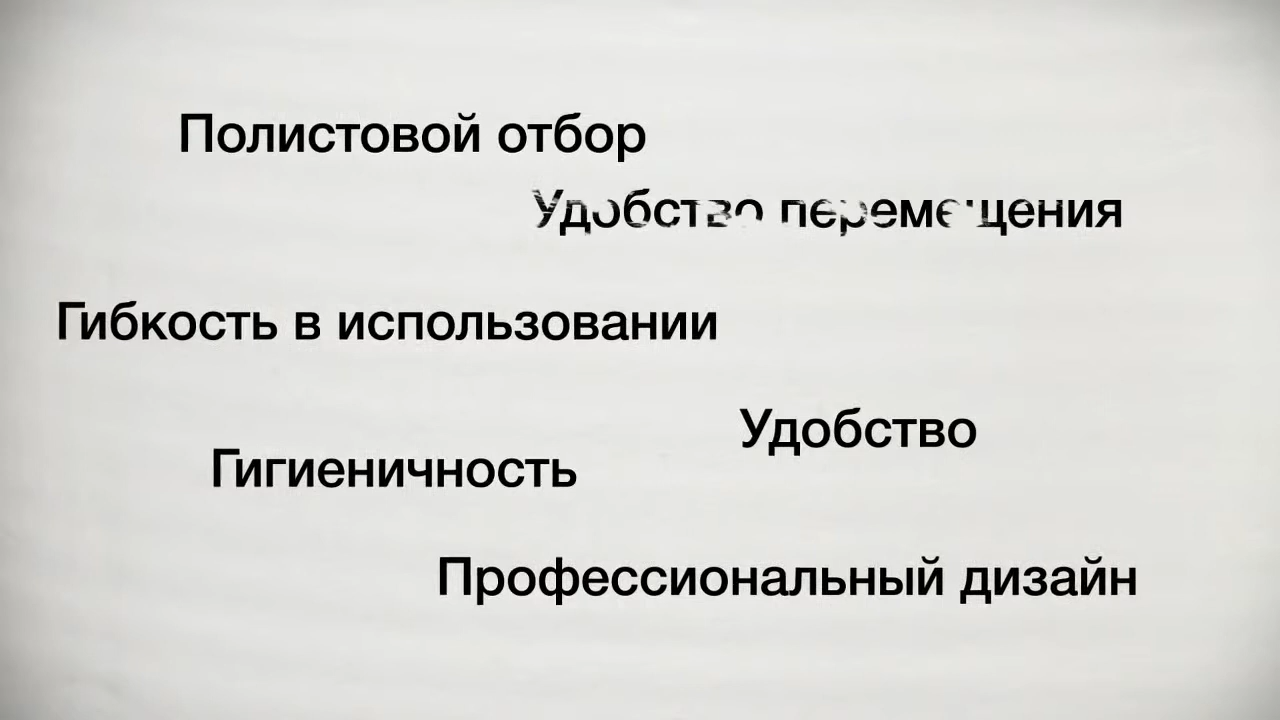 Полистовой отбор
Удобство перемещения
Гибкость в использовании
Удобство
Гигиеничность
Профессиональный дизайн